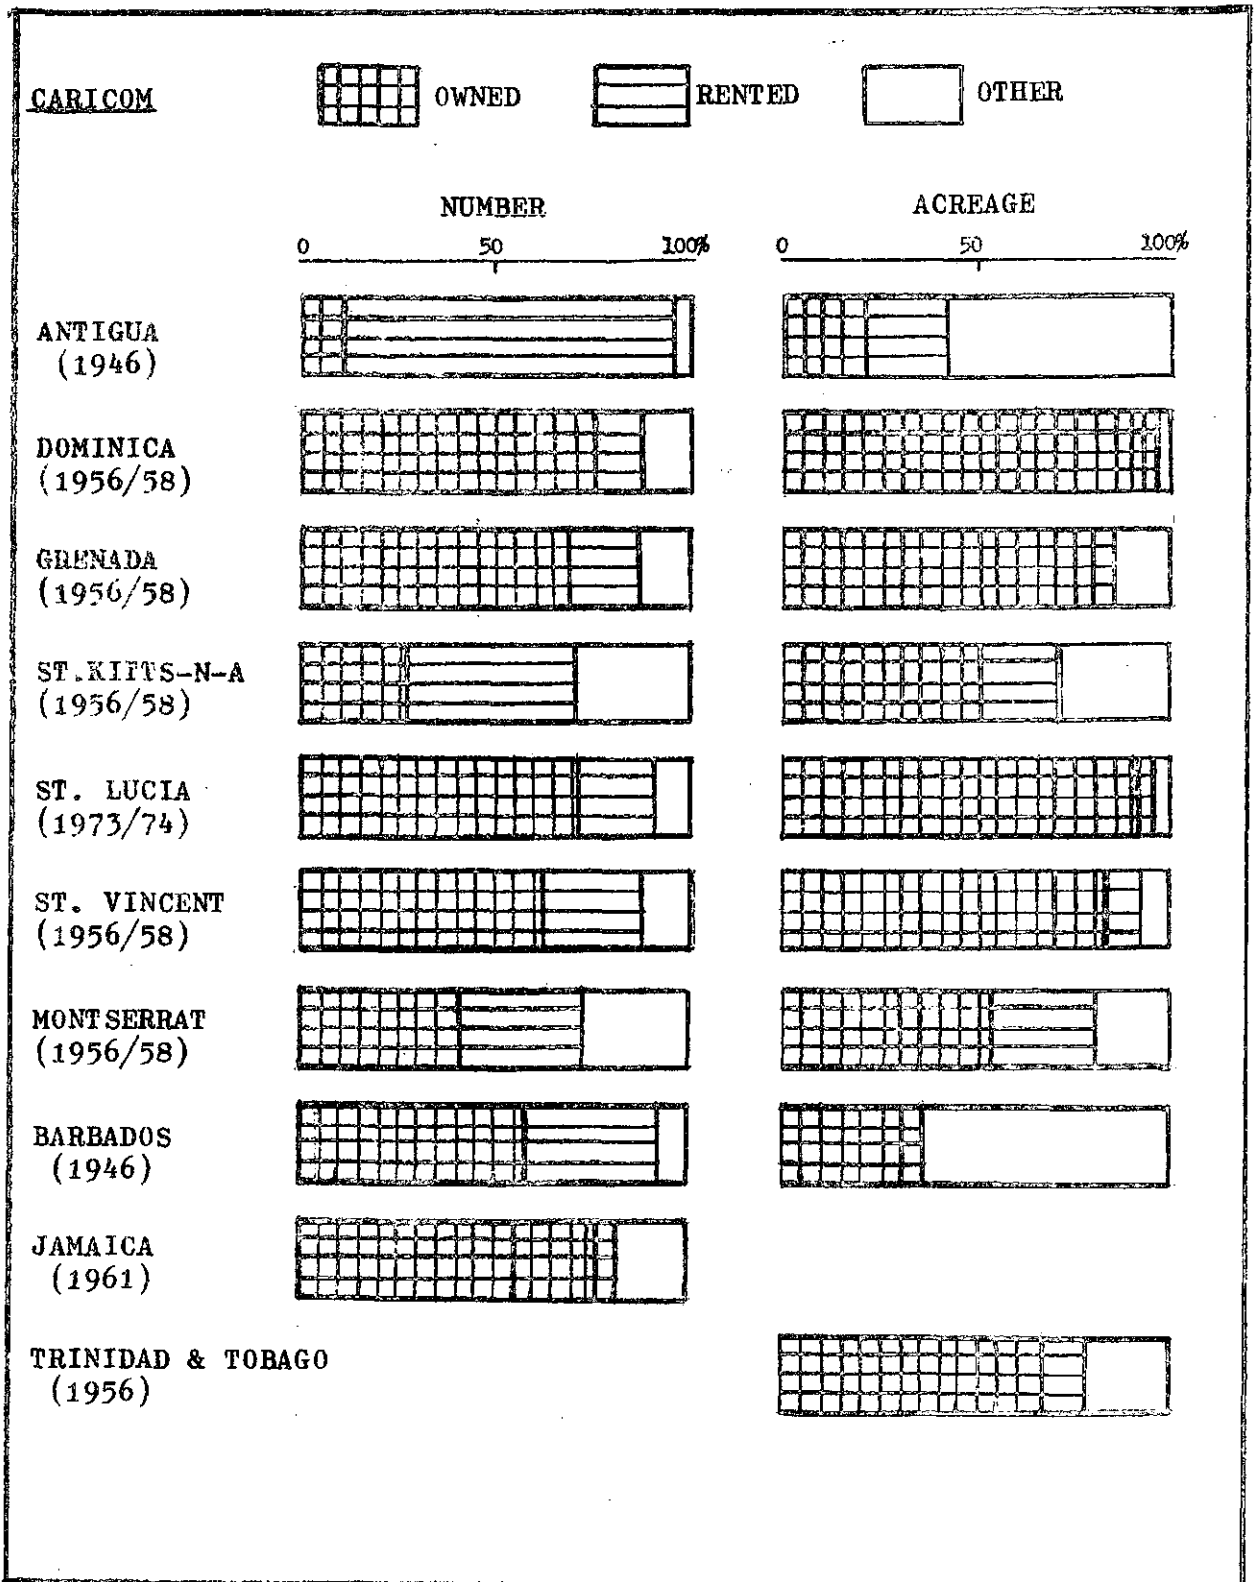 CARICOM OWNED RENTED OTHER
NUMBER ACREAGE
0 50 100% 0 50 100%
ANTIGUA
(1946)
DOMINICA
(1956/58)
GRENADA
(1956/58)
ST.KITTS-N-A
(1956/58)
ST. LUCIA
(1973/74)
ST. VINCENT
(1956/58)
MONTSERRAT
(1956/58)
BARBADOS
(1946)
JAMAICA
(1961)
TRINIDAD & TOBAGO
(1956)